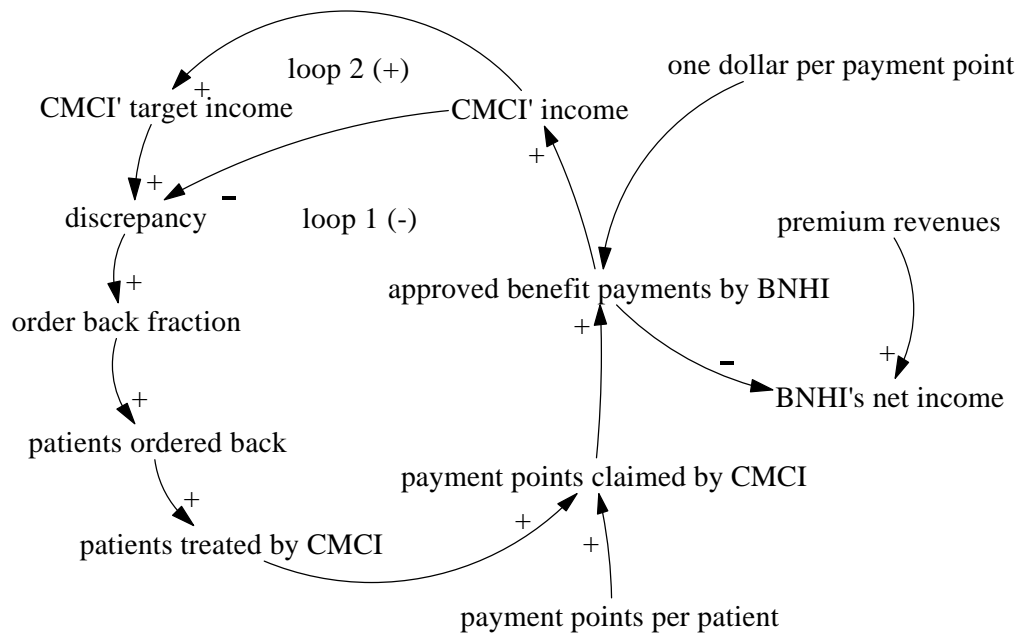 loop 2 (+)
one dollar per payment point
+
CMCI' target income
CMCI' income
+
+
-
discrepancy
loop 1 (-)
premium revenues
+
approved benefit payments by BNHI
order back fraction
+
-
+
BNHI's net income
+
patients ordered back
payment points claimed by CMCI
+
+
patients treated by CMCI
+
payment points per patient